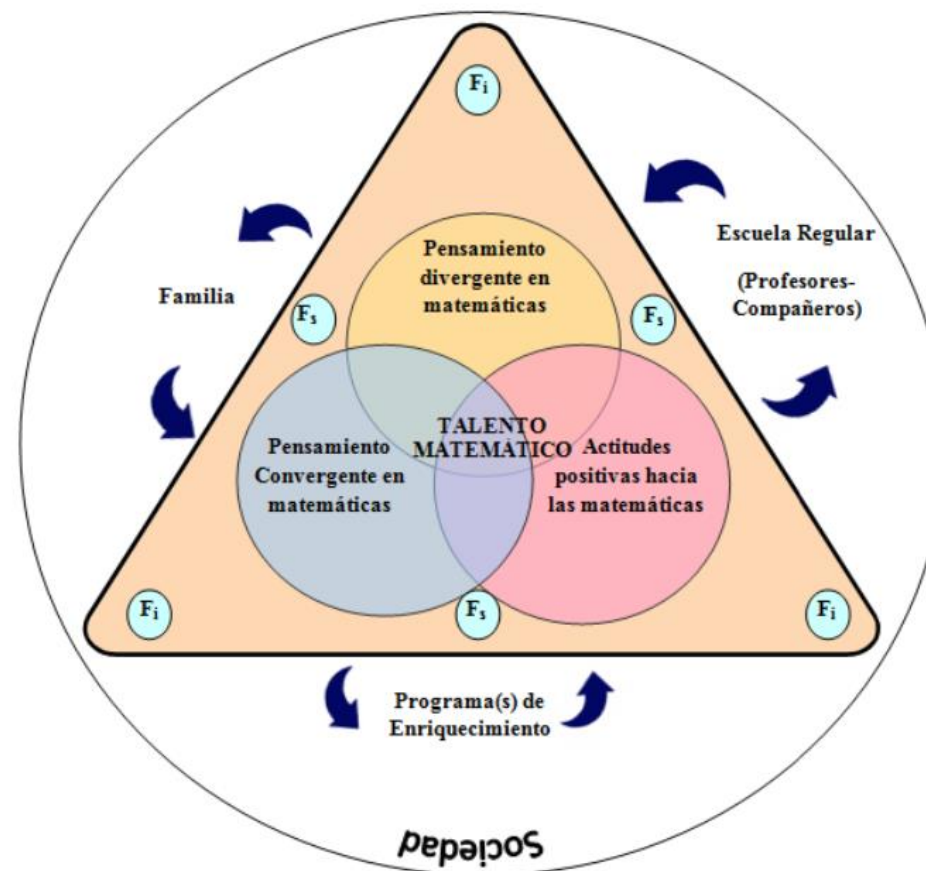 Fi
Escuela Regular
(Profesores-
Compañeros)
Familia
Pensamiento
divergente en
matemáticas
Fs
Fs
TALENTO
MATEMÁTICO
Pensamiento
Convergente en
matemáticas
Actitudes
positivas hacia
las matemáticas
Fi
Fs
Fi
Programa(s) de
Enriquecimiento
Sociedad